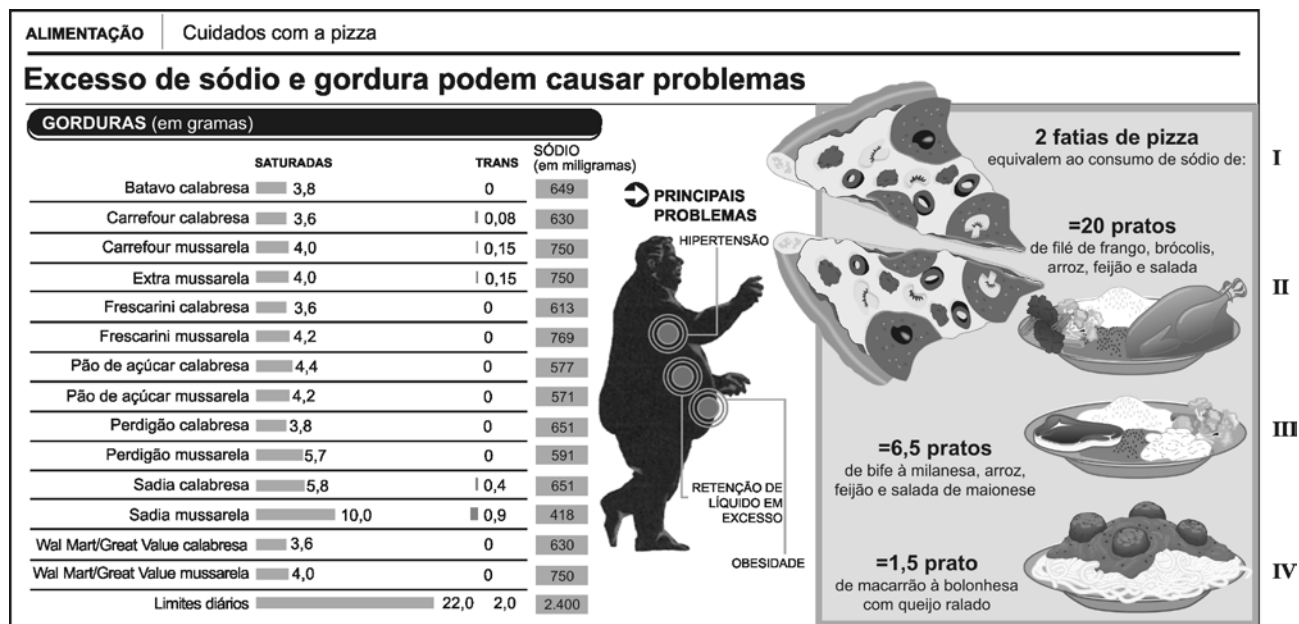 ALIMENTAÇÃO Cuidados com a pizza
Excesso de sódio e gordura podem causar problemas
GORDURAS (em gramas)
SATURADAS TRANS SÓDIO (em miligramas)
Batavo calabresa 3,8 0 649
Carrefour calabresa 3,6 0,08 630
Carrefour mussarela 4,0 0,15 750
Extra mussarela 4,0 0,15 750
Frescarini calabresa 3,6 0 613
Frescarini mussarela 4,2 0 769
Pão de açúcar calabresa 4,4 0 577
Pão de açúcar mussarela 4,2 0 571
Perdigão calabresa 3,8 0 651
Perdigão mussarela 5,7 0 591
Sadia calabresa 5,8 0,4 651
Sadia mussarela 10,0 0,9 418
Wal Mart/Great Value calabresa 3,6 0 630
Wal Mart/Great Value mussarela 4,0 0 750
Limites diários 22,0 2,0 2.400
PRINCIPAIS
PROBLEMAS
HIPERTENSÃO
RETENÇÃO DE
LÍQUIDO EM
EXCESSO
OBESIDADE
2 fatias de pizza
equivalem ao consumo de sódio de:
I
=20 pratos
de filé de frango, brócolis,
arroz, feijão e salada
II
=6,5 pratos
de bife à milanesa, arroz,
feijão e salada de maionese
III
=1,5 prato
de macarrão à bolonhesa
com queijo ralado
IV